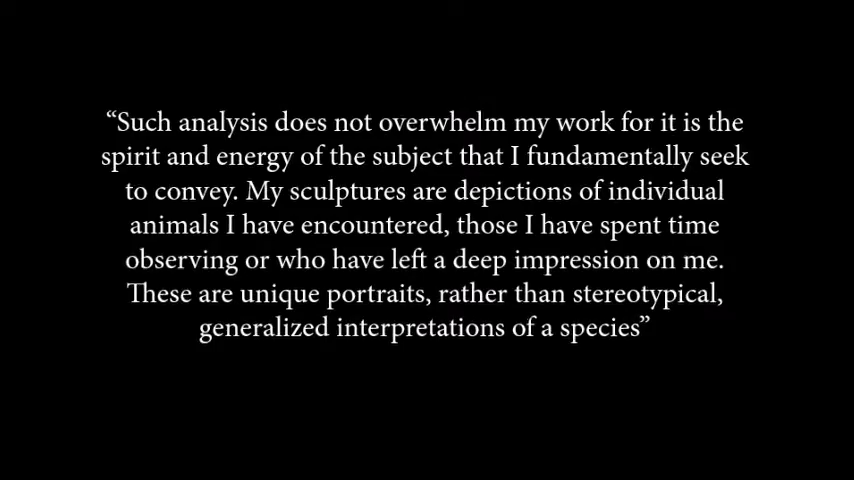 “Such analysis does not overwhelm my work for it is the
spirit and energy of the subject that I fundamentally seek
to convey. My sculptures are depictions of individual
animals I have encountered, those I have spent time
observing or who have left a deep impression on me.
These are unique portraits, rather than stereotypical,
generalized interpretations of a species”